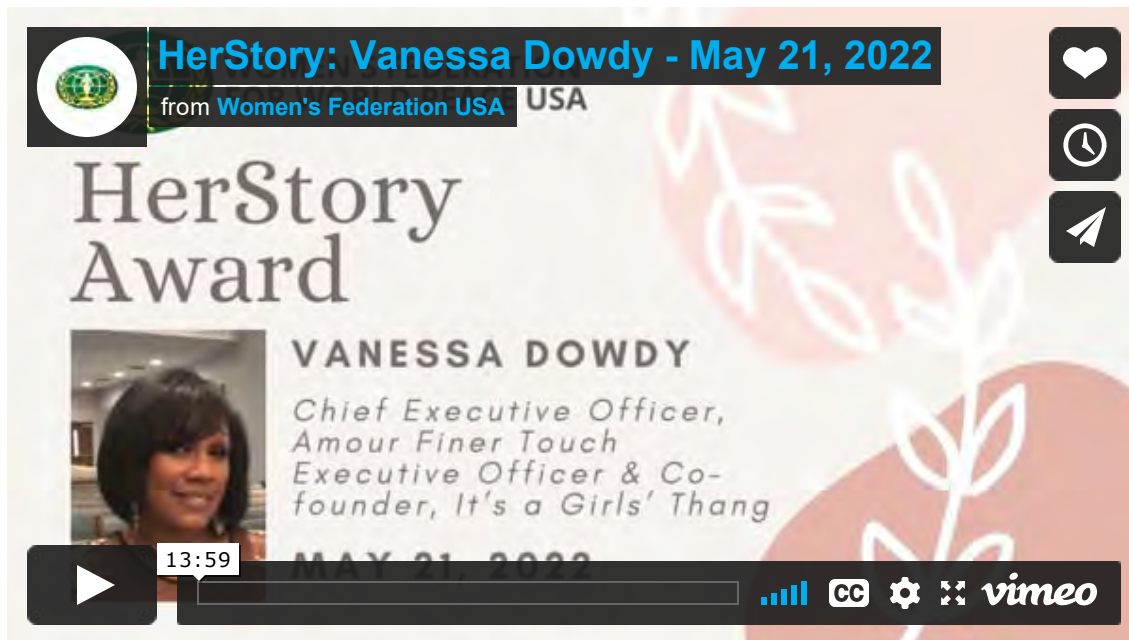 HerStory: Vanessa Dowdy - May 21, 2022
from Women's Federation USA
USA
HerStory
Award
VANESSA DOWDY
Chief Executive Officer,
Amour Finer Touch
Executive Officer & Co-
founder, It's a Girls' Thang
MAY 21, 2022
13:59
CC
vimeo